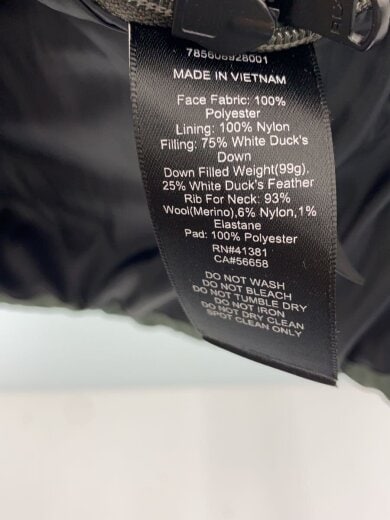 785608928001
MADE IN VIETNAM
Face Fabric: 100%
Polyester
Lining: 100% Nylon
Filling: 75% White Duck's
Down
Down Filled Weight(99g)
25% White Duck's Feather
Rib For Neck: 93%
Wool(Merino),6% Nylon,1%
Elastane
Pad: 100% Polyester
RN#41381
CA#56658
DO NOT WASH
DO NOT BLEACH
DO NOT TUMBLE DRY
DO NOT IRON
DO NOT DRY CLEAN
SPOT CLEAN ONLY